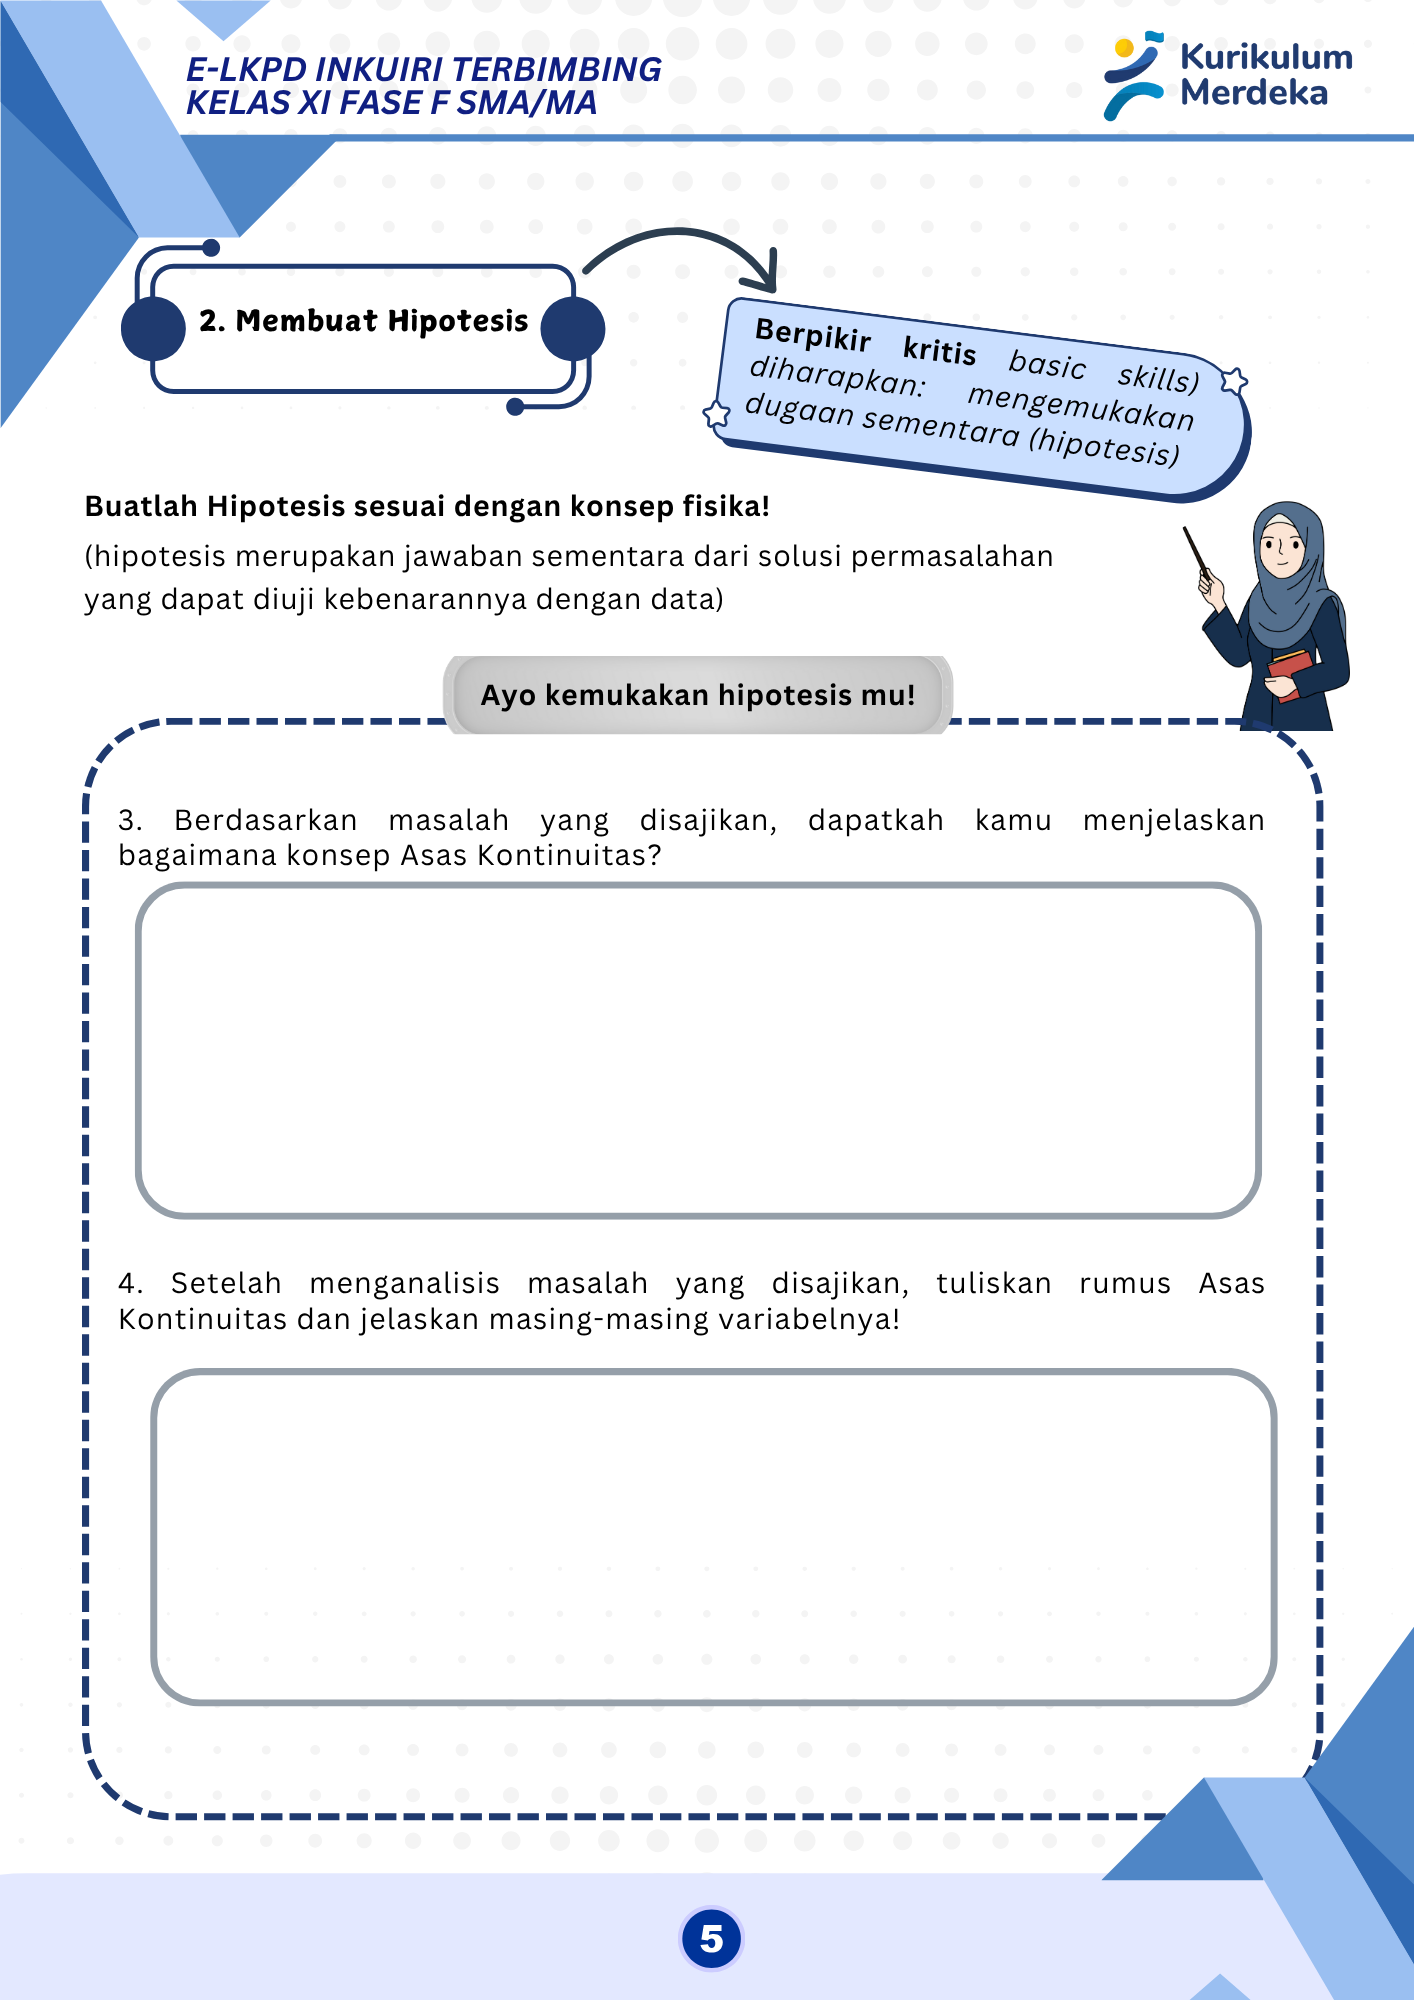 E-LKPD INKUIRI TERBIMBING
KELAS XI FASE F SMA/MA
Kurikulum
Merdeka
2. Membuat Hipotesis
Berpikir kritis basic skills)
diharapkan: mengemukakan
dugaan sementara (hipotesis)
Buatlah Hipotesis sesuai dengan konsep fisika!
(hipotesis merupakan jawaban sementara dari solusi permasalahan
yang dapat diuji kebenarannya dengan data)
Ayo kemukakan hipotesis mu!
3. Berdasarkan masalah yang disajikan, dapatkah kamu menjelaskan
bagaimana konsep Asas Kontinuitas?
4. Setelah menganalisis masalah yang disajikan, tuliskan rumus Asas
Kontinuitas dan jelaskan masing-masing variabelnya!
5